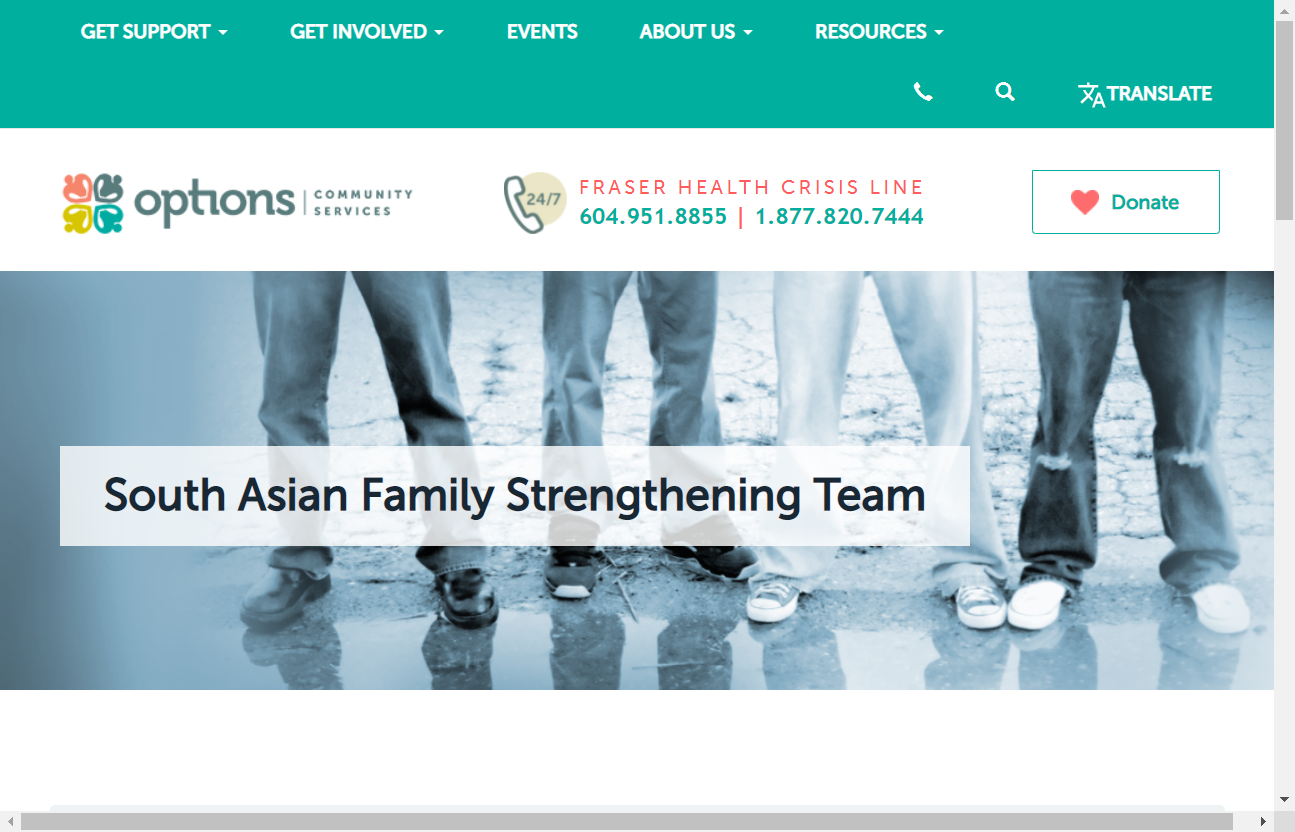 GET SUPPORT
GET INVOLVED
EVENTS
ABOUT US
RESOURCES
TRANSLATE
options | COMMUNITY SERVICES
24/7
FRASER HEALTH CRISIS LINE
604.951.8855 | 1.877.820.7444
Donate
South Asian Family Strengthening Team